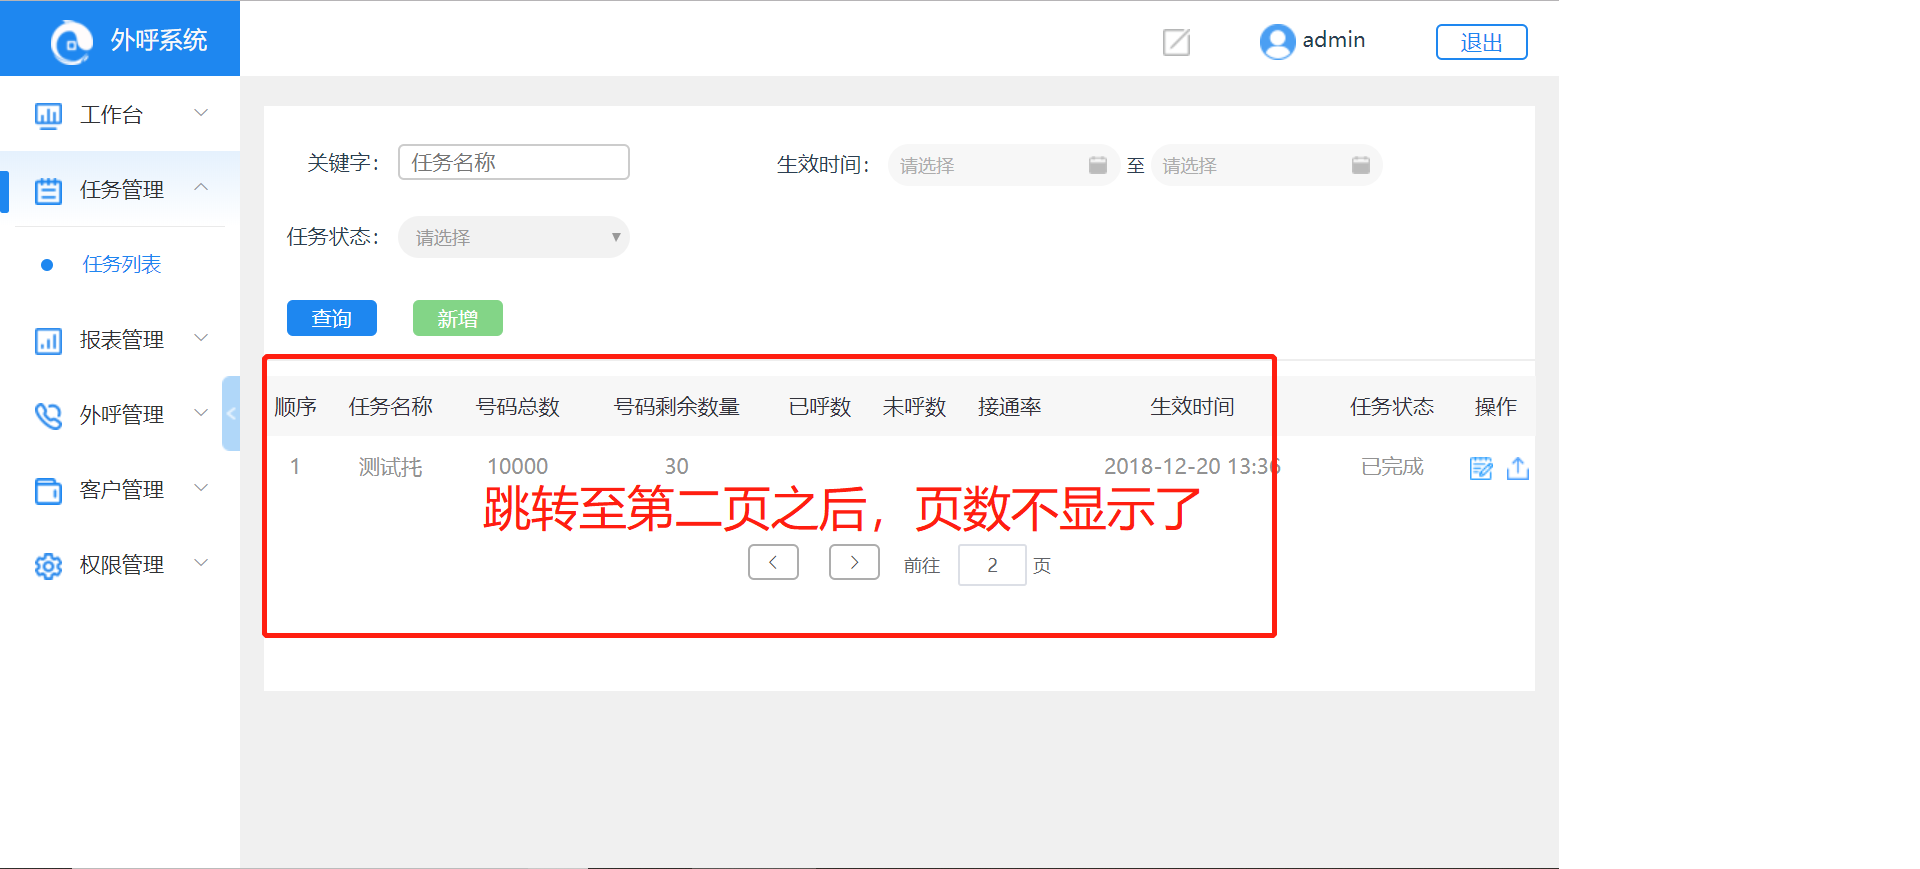 外呼系统
admin
退出
工作台
任务管理
任务列表
报表管理
外呼管理
客户管理
权限管理
关键字： 任务名称
生效时间： 请选择 至 请选择
任务状态： 请选择
查询 新增
顺序 任务名称 号码总数 号码剩余数量 已呼数 未呼数 接通率 生效时间 任务状态 操作
1 测试托 10000 30 2018-12-20 13:36 已完成
跳转至第二页之后，页数不显示了
前往 2 页